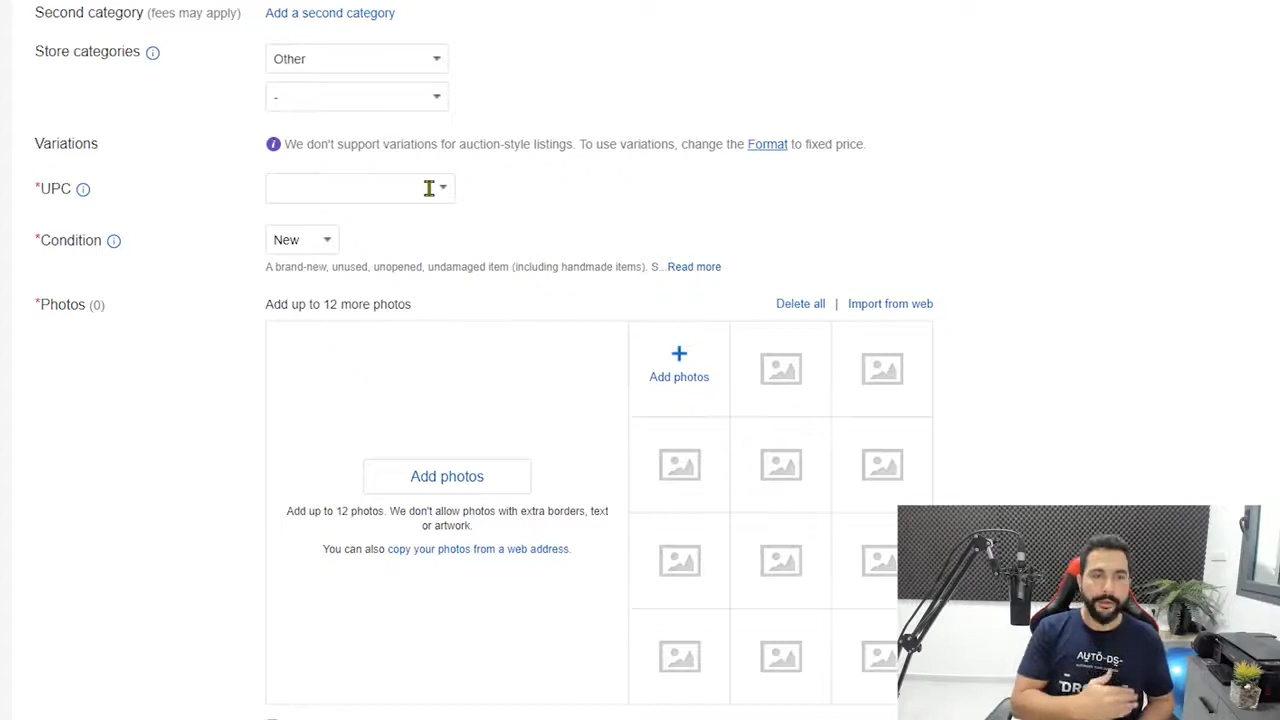 Second category (fees may apply)
Add a second category
Store categories
Other
-
Variations
We don't support variations for auction-style listings. To use variations, change the Format to fixed price.
*UPC
*Condition
New
A brand-new, unused, unopened, undamaged item (including handmade items). S...Read more
*Photos (0)
Add up to 12 more photos
Delete all | Import from web
Add photos
Add photos
Add up to 12 photos. We don't allow photos with extra borders, text
or artwork.
You can also copy your photos from a web address.
AUTO-DS-